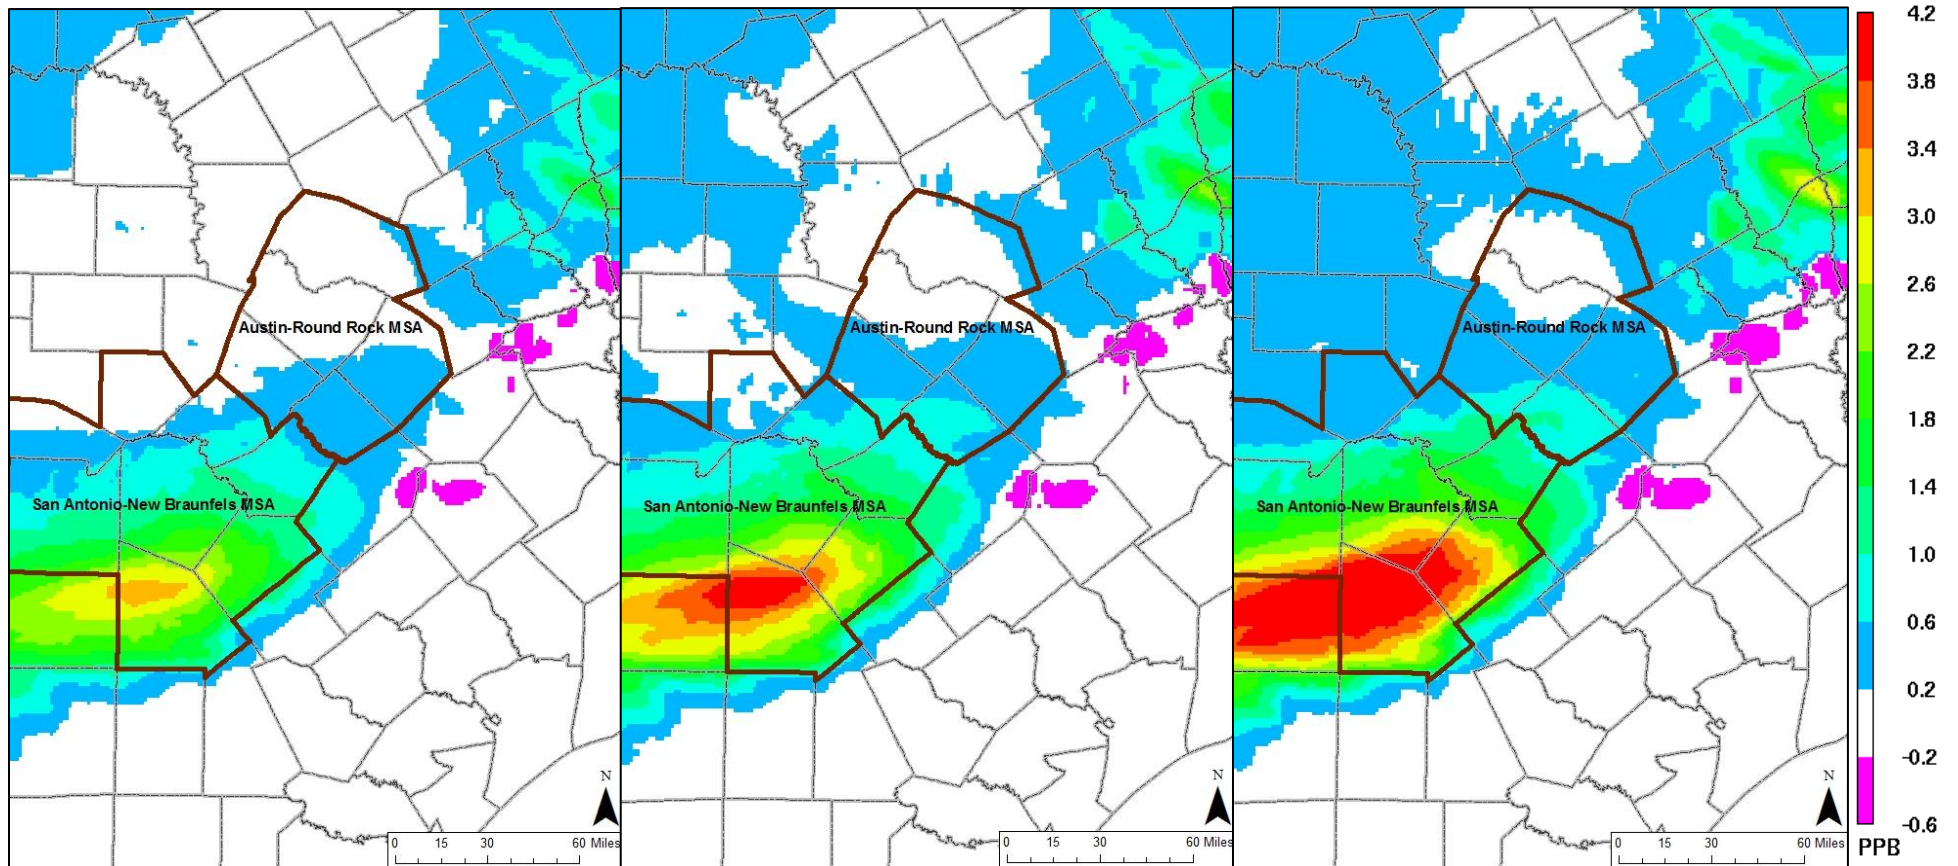 Austin-Round Rock MSA
San Antonio-New Braunfels MSA
N
0 15 30 60 Miles
Austin-Round Rock MSA
San Antonio-New Braunfels MSA
N
0 15 30 60 Miles
Austin-Round Rock MSA
San Antonio-New Braunfels MSA
N
0 15 30 60 Miles
4.2
3.8
3.4
3.0
2.6
2.2
1.8
1.4
1.0
0.6
0.2
-0.2
-0.6
PPB